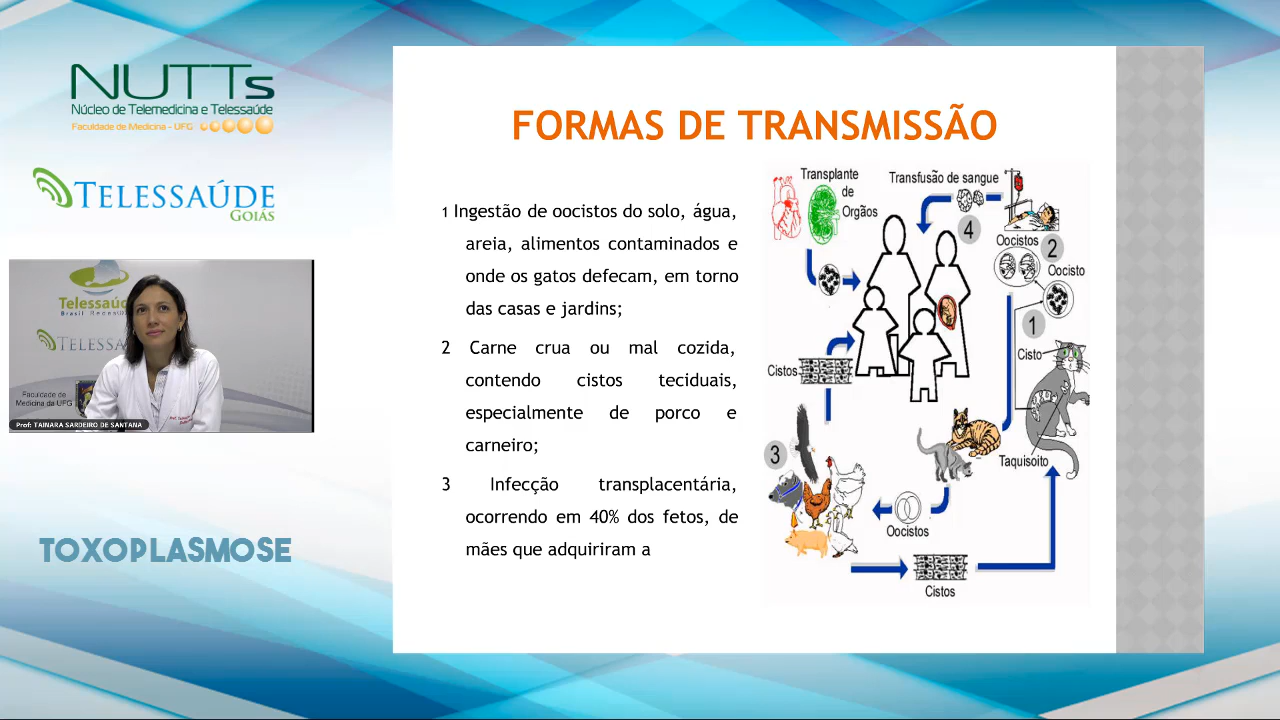 NUTTs
Núcleo de Telemedicina e Telessaúde
Faculdade de Medicina - UFG
TELESSAÚDE
GOIÁS
Telessaúde
TELESSA
Faculdade de
Medicina da UFG
Prof: TAINARA SARDEIRO DE SANTANA
TOXOPLASMOSE
FORMAS DE TRANSMISSÃO
1 Ingestão de oocistos do solo, água,
areia, alimentos contaminados e
onde os gatos defecam, em torno
das casas e jardins;
2 Carne crua ou mal cozida,
contendo cistos teciduais,
especialmente de porco e
carneiro;
3 Infecção transplacentária,
ocorrendo em 40% dos fetos, de
mães que adquiriram a
Transplante
de
Orgãos
Transfusão de sangue
4
Oocistos
2
Oocisto
1
Cisto
Cistos
Taquisoito
3
Oocistos
Cistos